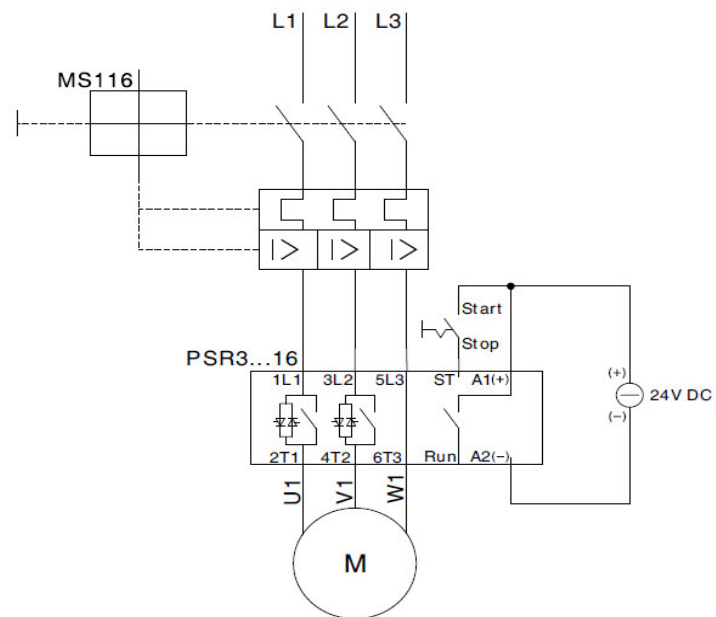 L1 L2 L3
MS116
I> I> I>
Start
Stop
PSR3...16
1L1 3L2 5L3 ST A1(+)
(+)
24V DC
(−)
2T1 4T2 6T3 Run A2(−)
U1 V1 W1
M